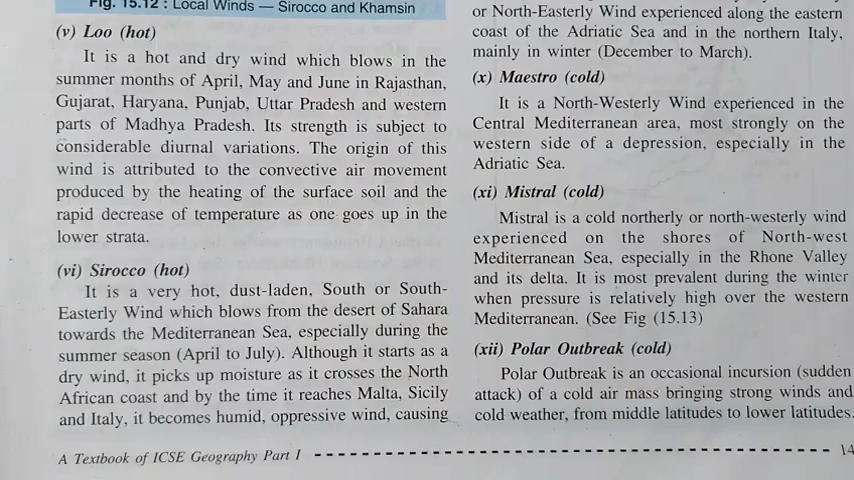 Fig. 15.12 : Local Winds — Sirocco and Khamsin
(v) Loo (hot)
It is a hot and dry wind which blows in the
summer months of April, May and June in Rajasthan,
Gujarat, Haryana, Punjab, Uttar Pradesh and western
parts of Madhya Pradesh. Its strength is subject to
considerable diurnal variations. The origin of this
wind is attributed to the convective air movement
produced by the heating of the surface soil and the
rapid decrease of temperature as one goes up in the
lower strata.
(vi) Sirocco (hot)
It is a very hot, dust-laden, South or South-
Easterly Wind which blows from the desert of Sahara
towards the Mediterranean Sea, especially during the
summer season (April to July). Although it starts as a
dry wind, it picks up moisture as it crosses the North
African coast and by the time it reaches Malta, Sicily
and Italy, it becomes humid, oppressive wind, causing
or North-Easterly Wind experienced along the eastern
coast of the Adriatic Sea and in the northern Italy,
mainly in winter (December to March).
(x) Maestro (cold)
It is a North-Westerly Wind experienced in the
Central Mediterranean area, most strongly on the
western side of a depression, especially in the
Adriatic Sea.
(xi) Mistral (cold)
Mistral is a cold northerly or north-westerly wind
experienced on the shores of North-west
Mediterranean Sea, especially in the Rhone Valley
and its delta. It is most prevalent during the winter
when pressure is relatively high over the western
Mediterranean. (See Fig (15.13)
(xii) Polar Outbreak (cold)
Polar Outbreak is an occasional incursion (sudden
attack) of a cold air mass bringing strong winds and
cold weather, from middle latitudes to lower latitudes.
A Textbook of ICSE Geography Part I